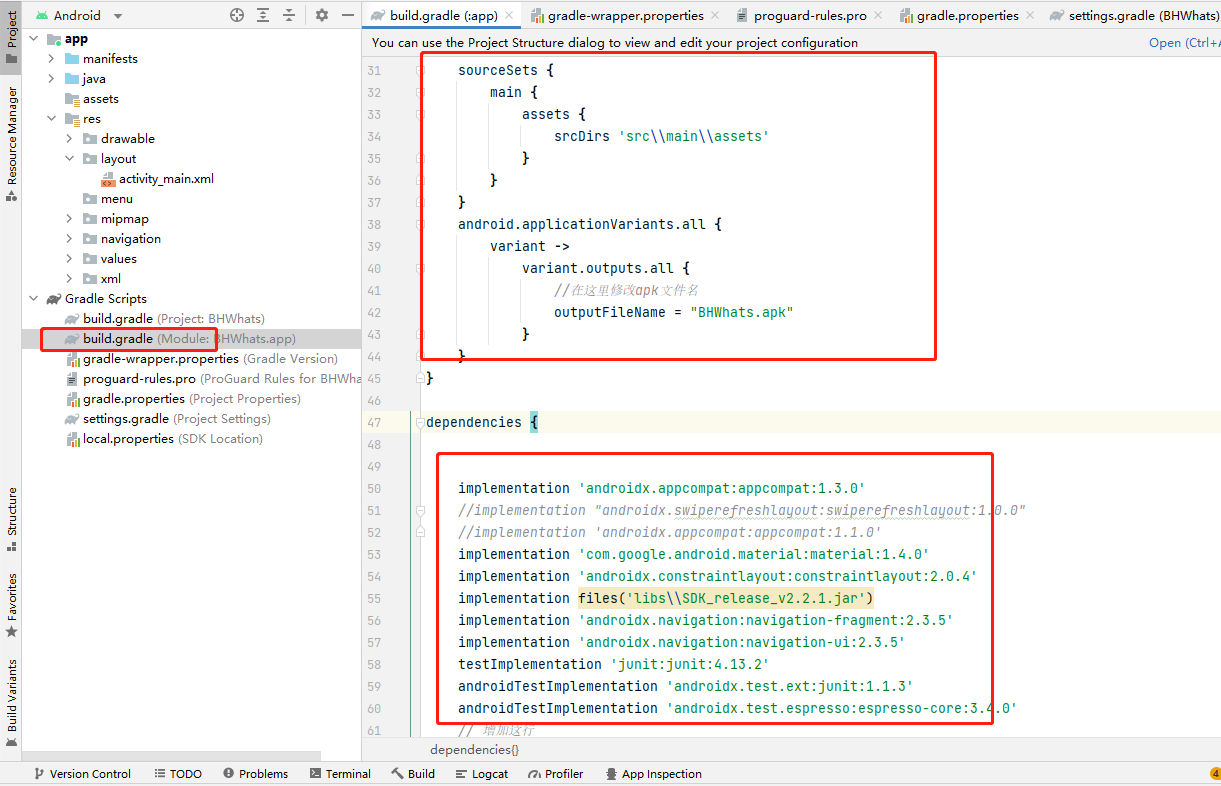 Project
Resource Manager
Structure
Favorites
Build Variants
Android
app
manifests
java
assets
res
drawable
layout
activity_main.xml
menu
mipmap
navigation
values
xml
Gradle Scripts
build.gradle (Project: BHWhats)
build.gradle (Module: BHWhats.app)
gradle-wrapper.properties (Gradle Version)
proguard-rules.pro (ProGuard Rules for BHWha
gradle.properties (Project Properties)
settings.gradle (Project Settings)
local.properties (SDK Location)
build.gradle (:app) gradle-wrapper.properties proguard-rules.pro gradle.properties settings.gradle (BHWhats)
You can use the Project Structure dialog to view and edit your project configuration Open (Ctrl+A
31 sourceSets {
32 main {
33 assets {
34 srcDirs 'src\\main\\assets'
35 }
36 }
37 }
38 android.applicationVariants.all {
39 variant ->
40 variant.outputs.all {
41 //在这里修改apk文件名
42 outputFileName = "BHWhats.apk"
43 }
44 }
45 }
46
47 dependencies {
48
49
50 implementation 'androidx.appcompat:appcompat:1.3.0'
51 //implementation "androidx.swiperefreshlayout:swiperefreshlayout:1.0.0"
52 //implementation 'androidx.appcompat:appcompat:1.1.0'
53 implementation 'com.google.android.material:material:1.4.0'
54 implementation 'androidx.constraintlayout:constraintlayout:2.0.4'
55 implementation files('libs\\SDK_release_v2.2.1.jar')
56 implementation 'androidx.navigation:navigation-fragment:2.3.5'
57 implementation 'androidx.navigation:navigation-ui:2.3.5'
58 testImplementation 'junit:junit:4.13.2'
59 androidTestImplementation 'androidx.test.ext:junit:1.1.3'
60 androidTestImplementation 'androidx.test.espresso:espresso-core:3.4.0'
61 // 增加这行
dependencies{}
Version Control TODO Problems Terminal Build Logcat Profiler App Inspection 4